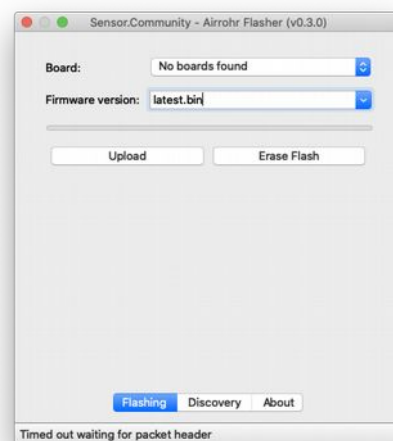 Sensor.Community - Airrohr Flasher (v0.3.0)
Board: No boards found
Firmware version: latest.bin
Upload Erase Flash
Flashing Discovery About
Timed out waiting for packet header